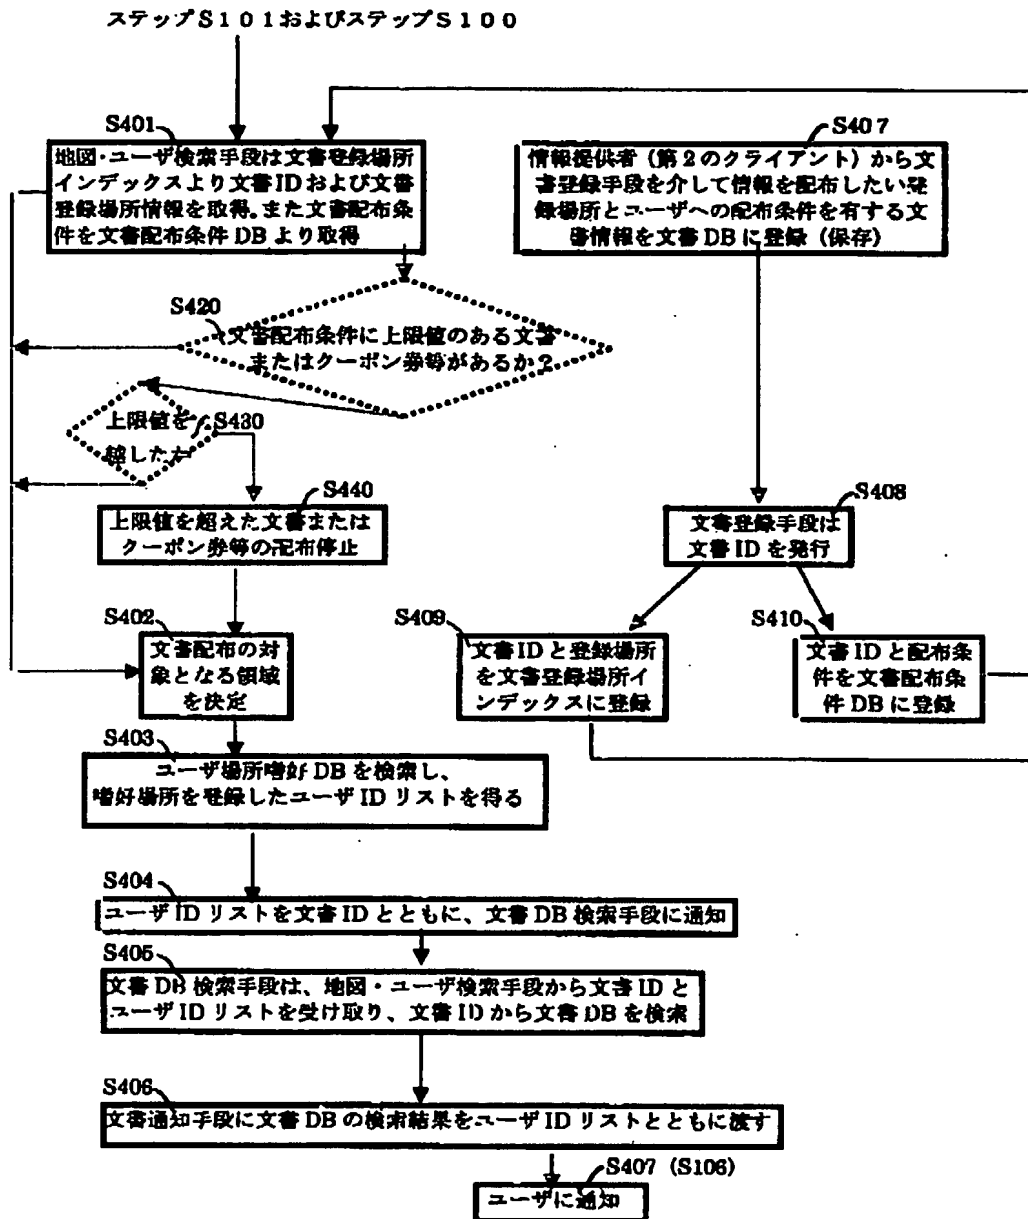 ステップS101およびステップS100
S401
地図・ユーザ検索手段は文書登録場所
インデックスより文書IDおよび文書
登録場所情報を取得。また文書配布条
件を文書配布条件DBより取得
S407
情報提供者(第2のクライアント)から文
書登録手段を介して情報を配布したい登
録場所とユーザへの配布条件を有する文
書情報を文書DBに登録(保存)
S420
文書配布条件に上限値のある文書
またはクーポン券等があるか?
上限値を
S430
越したか
S440
上限値を超えた文書または
クーポン券等の配布停止
S408
文書登録手段は
文書IDを発行
S402
文書配布の対
象となる領域
を決定
S409
文書IDと登録場所
を文書登録場所イ
ンデックスに登録
S410
文書IDと配布条
件を文書配布条
件DBに登録
S403
ユーザ場所嗜好DBを検索し、
嗜好場所を登録したユーザIDリストを得る
S404
ユーザIDリストを文書IDとともに、文書DB検索手段に通知
S405
文書DB検索手段は、地図・ユーザ検索手段から文書IDと
ユーザIDリストを受け取り、文書IDから文書DBを検索
S406
文書通知手段に文書DBの検索結果をユーザIDリストとともに渡す
S407 (S106)
ユーザに通知